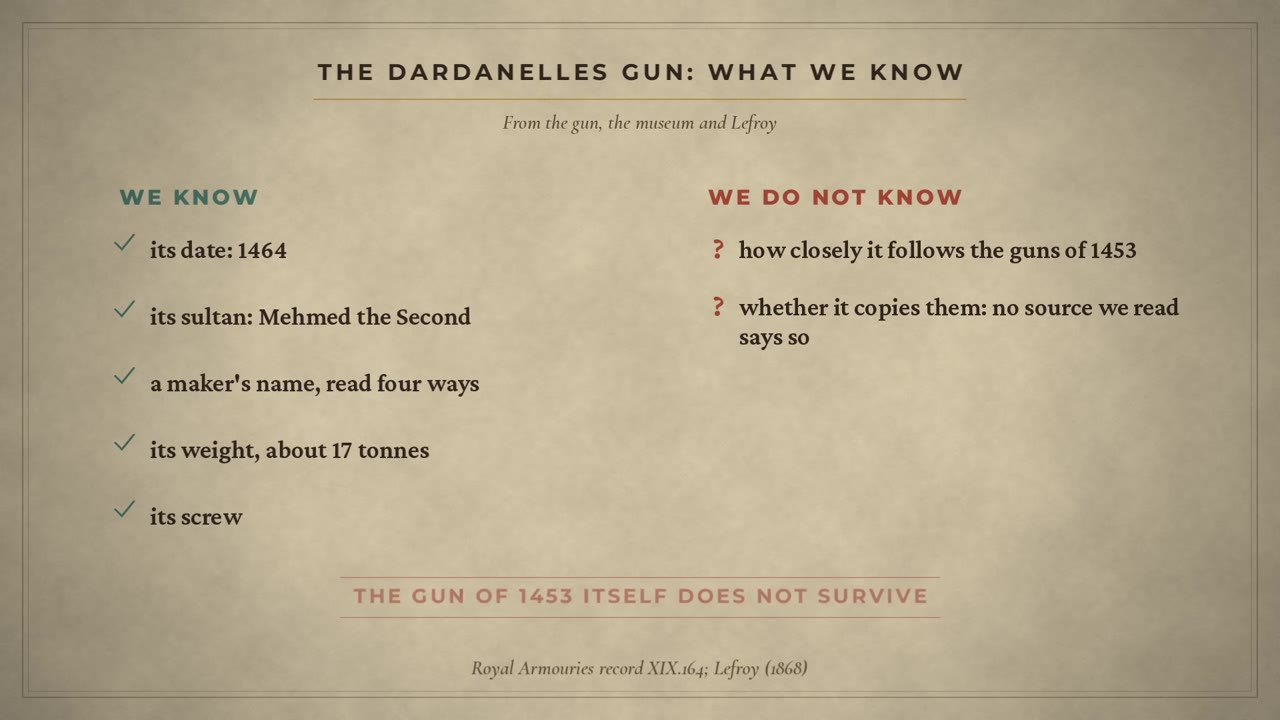 THE DARDANELLES GUN: WHAT WE KNOW
From the gun, the museum and Lefroy
WE KNOW
its date: 1464
its sultan: Mehmed the Second
a maker's name, read four ways
its weight, about 17 tonnes
its screw
WE DO NOT KNOW
? how closely it follows the guns of 1453
? whether it copies them: no source we read
says so
THE GUN OF 1453 ITSELF DOES NOT SURVIVE
Royal Armouries record XIX.164; Lefroy (1868)